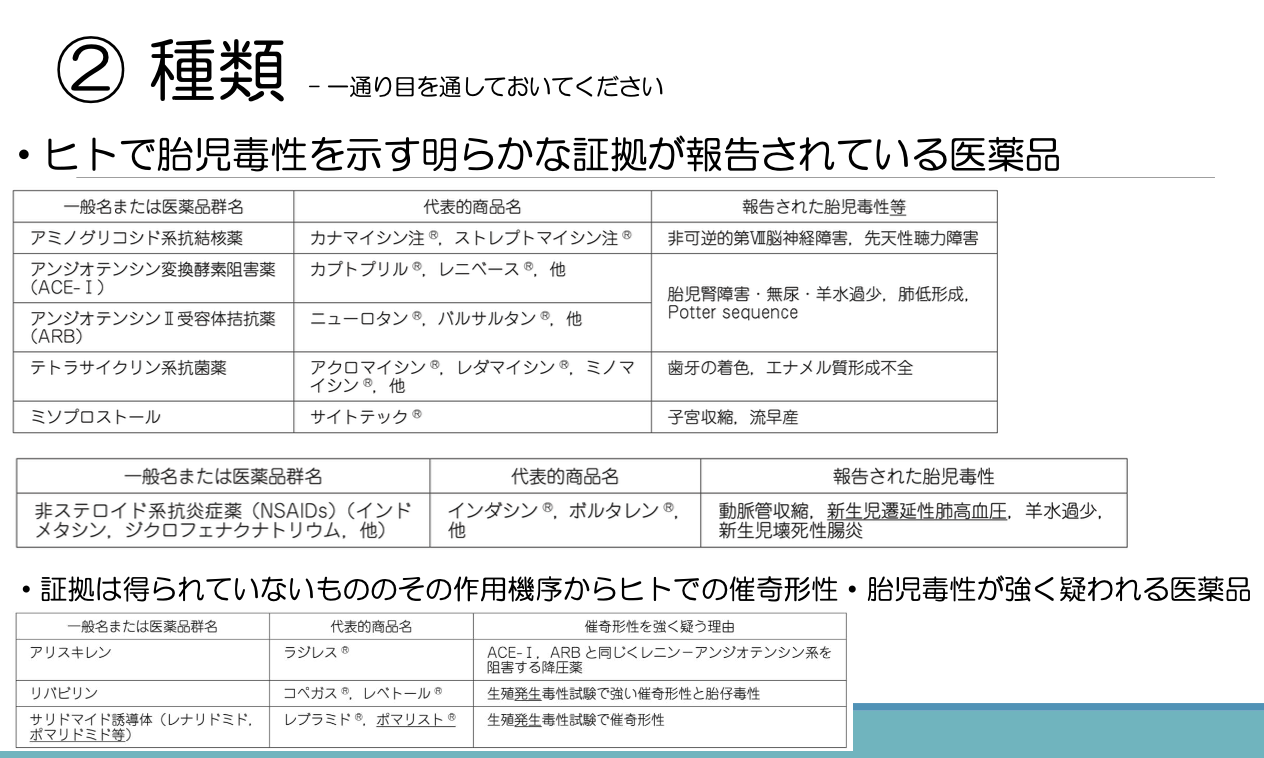 ② 種類 – 一通り目を通しておいてください
・ヒトで胎児毒性を示す明らかな証拠が報告されている医薬品
一般名または医薬品群名 代表的商品名 報告された胎児毒性等
アミノグリコシド系抗結核薬 カナマイシン注®，ストレプトマイシン注® 非可逆的第Ⅷ脳神経障害，先天性聴力障害
アンジオテンシン変換酵素阻害薬
（ACE-Ⅰ）
カプトプリル®，レニベース®，他
アンジオテンシンⅡ受容体拮抗薬
（ARB）
ニューロタン®，バルサルタン®，他
胎児腎障害・無尿・羊水過少，肺低形成，
Potter sequence
テトラサイクリン系抗菌薬
アクロマイシン®，レダマイシン®，ミノマ
イシン®，他
歯牙の着色，エナメル質形成不全
ミソプロストール サイトテック® 子宮収縮，流早産
一般名または医薬品群名 代表的商品名 報告された胎児毒性
非ステロイド系抗炎症薬（NSAIDs）（インド
メタシン，ジクロフェナクナトリウム，他）
インダシン®，ボルタレン®，
他
動脈管収縮，新生児遷延性肺高血圧，羊水過少，
新生児壊死性腸炎
・証拠は得られていないもののその作用機序からヒトでの催奇形性・胎児毒性が強く疑われる医薬品
一般名または医薬品群名 代表的商品名 催奇形性を強く疑う理由
アリスキレン ラジレス®
ACE-Ⅰ，ARBと同じくレニン－アンジオテンシン系を
阻害する降圧薬
リバビリン コペガス®，レベトール® 生殖発生毒性試験で強い催奇形性と胎仔毒性
サリドマイド誘導体（レナリドミド，
ポマリドミド等）
レブラミド®，ポマリスト®
生殖発生毒性試験で催奇形性